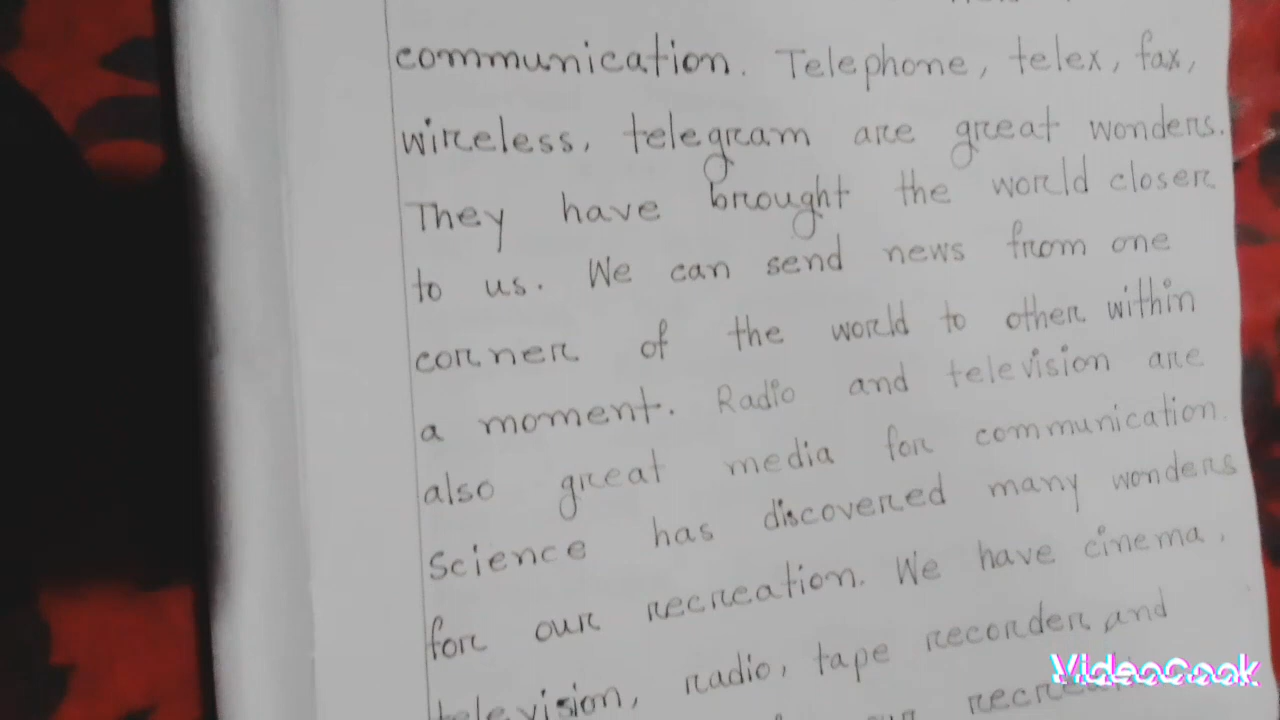 communication. Telephone, telex, fax,
wireless, telegram are great wonders.
They have brought the world closer
to us. We can send news from one
corner of the world to other within
a moment. Radio and television are
also great media for communication.
Science has discovered many wonders
for our recreation. We have cinema,
television, radio, tape recorder and
VideoCook